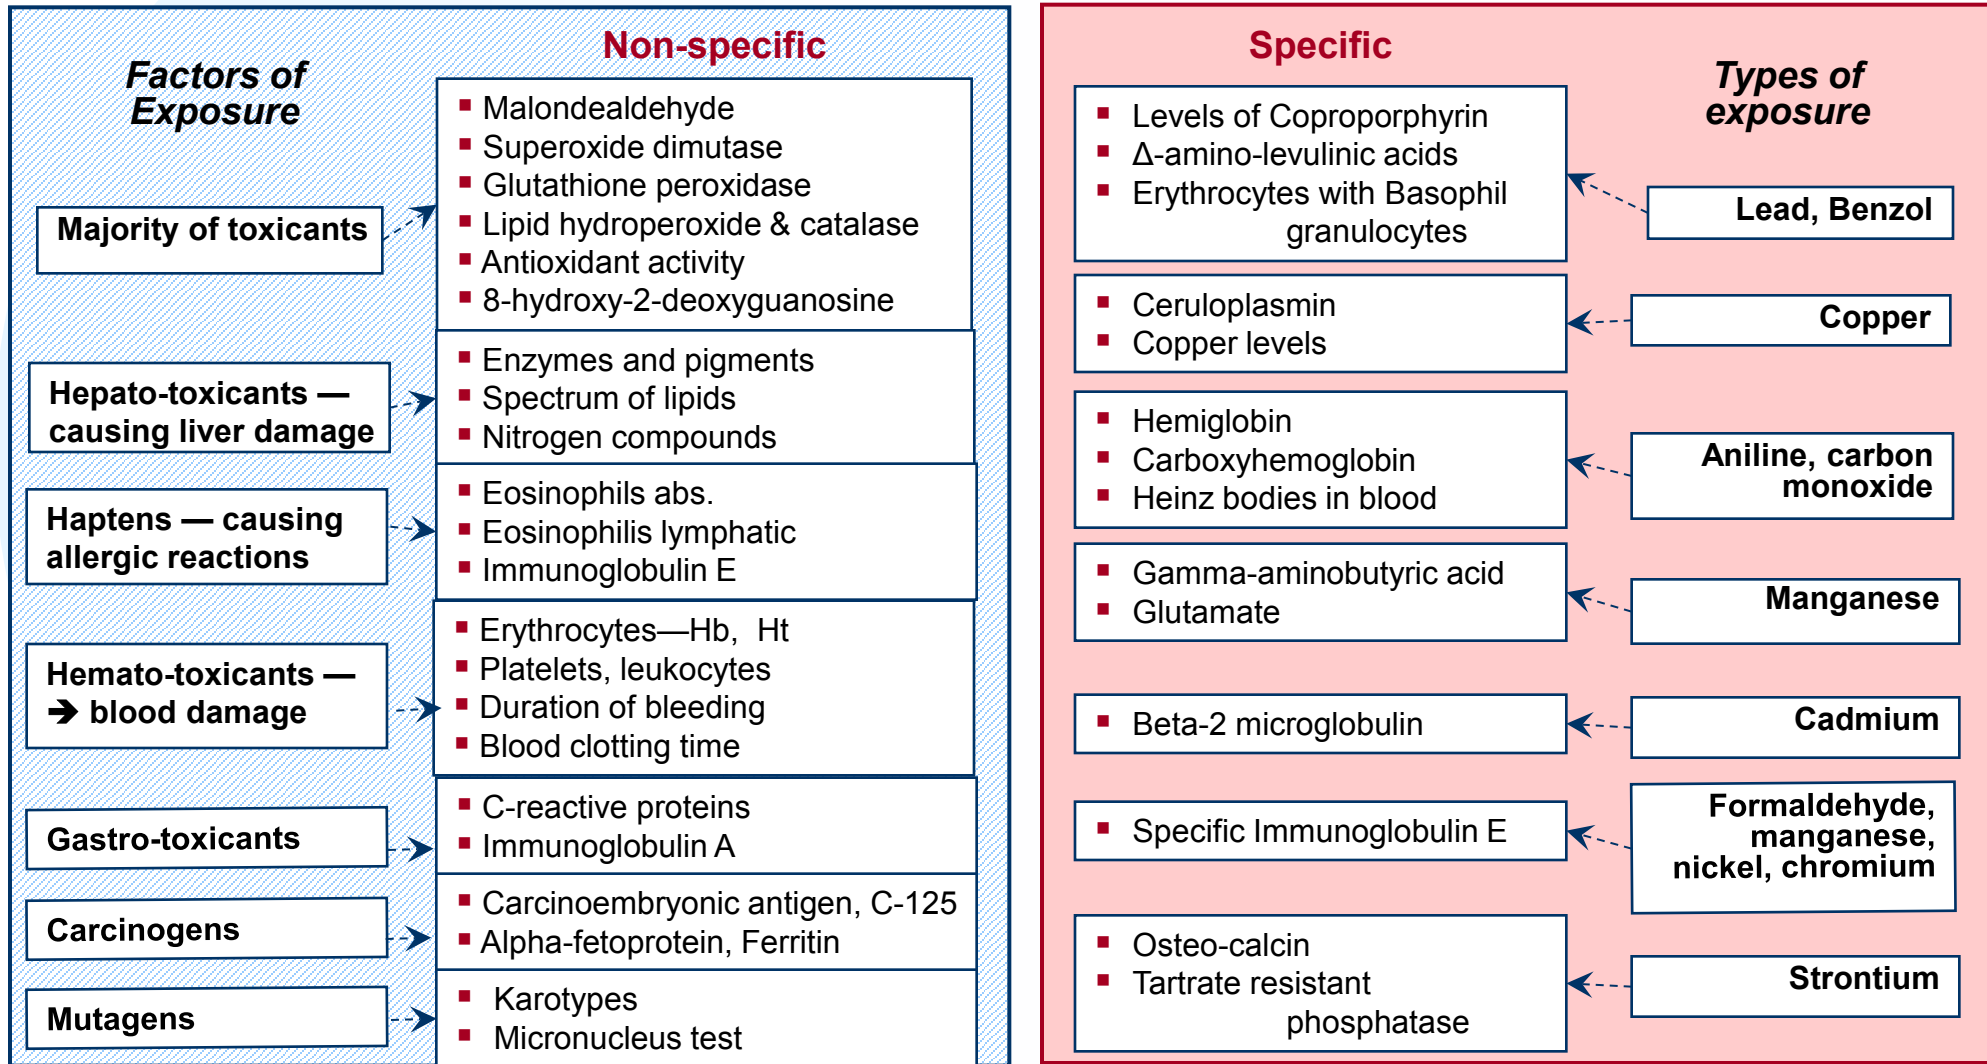 Non-specific
Factors of
Exposure
Majority of toxicants
▪ Malondealdehyde
▪ Superoxide dimutase
▪ Glutathione peroxidase
▪ Lipid hydroperoxide & catalase
▪ Antioxidant activity
▪ 8-hydroxy-2-deoxyguanosine
Hepato-toxicants —
causing liver damage
▪ Enzymes and pigments
▪ Spectrum of lipids
▪ Nitrogen compounds
Haptens — causing
allergic reactions
▪ Eosinophils abs.
▪ Eosinophilis lymphatic
▪ Immunoglobulin E
Hemato-toxicants —
➔ blood damage
▪ Erythrocytes—Hb, Ht
▪ Platelets, leukocytes
▪ Duration of bleeding
▪ Blood clotting time
Gastro-toxicants
▪ C-reactive proteins
▪ Immunoglobulin A
Carcinogens
▪ Carcinoembryonic antigen, C-125
▪ Alpha-fetoprotein, Ferritin
Mutagens
▪ Karotypes
▪ Micronucleus test
Specific
Types of
exposure
▪ Levels of Coproporphyrin
▪ Δ-amino-levulinic acids
▪ Erythrocytes with Basophil
granulocytes
Lead, Benzol
▪ Ceruloplasmin
▪ Copper levels
Copper
▪ Hemiglobin
▪ Carboxyhemoglobin
▪ Heinz bodies in blood
Aniline, carbon
monoxide
▪ Gamma-aminobutyric acid
▪ Glutamate
Manganese
▪ Beta-2 microglobulin
Cadmium
▪ Specific Immunoglobulin E
Formaldehyde,
manganese,
nickel, chromium
▪ Osteo-calcin
▪ Tartrate resistant
phosphatase
Strontium